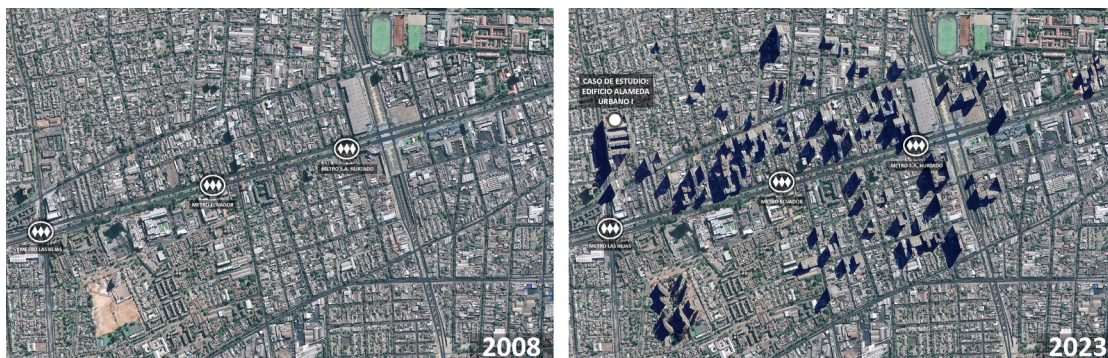 METRO S.A. HURTADO
METRO ECUADOR
METRO LAS REJAS
2008
CASO DE ESTUDIO:
EDIFICIO ALAMEDA
URBANO I
METRO S.A. HURTADO
METRO ECUADOR
METRO LAS REJAS
2023